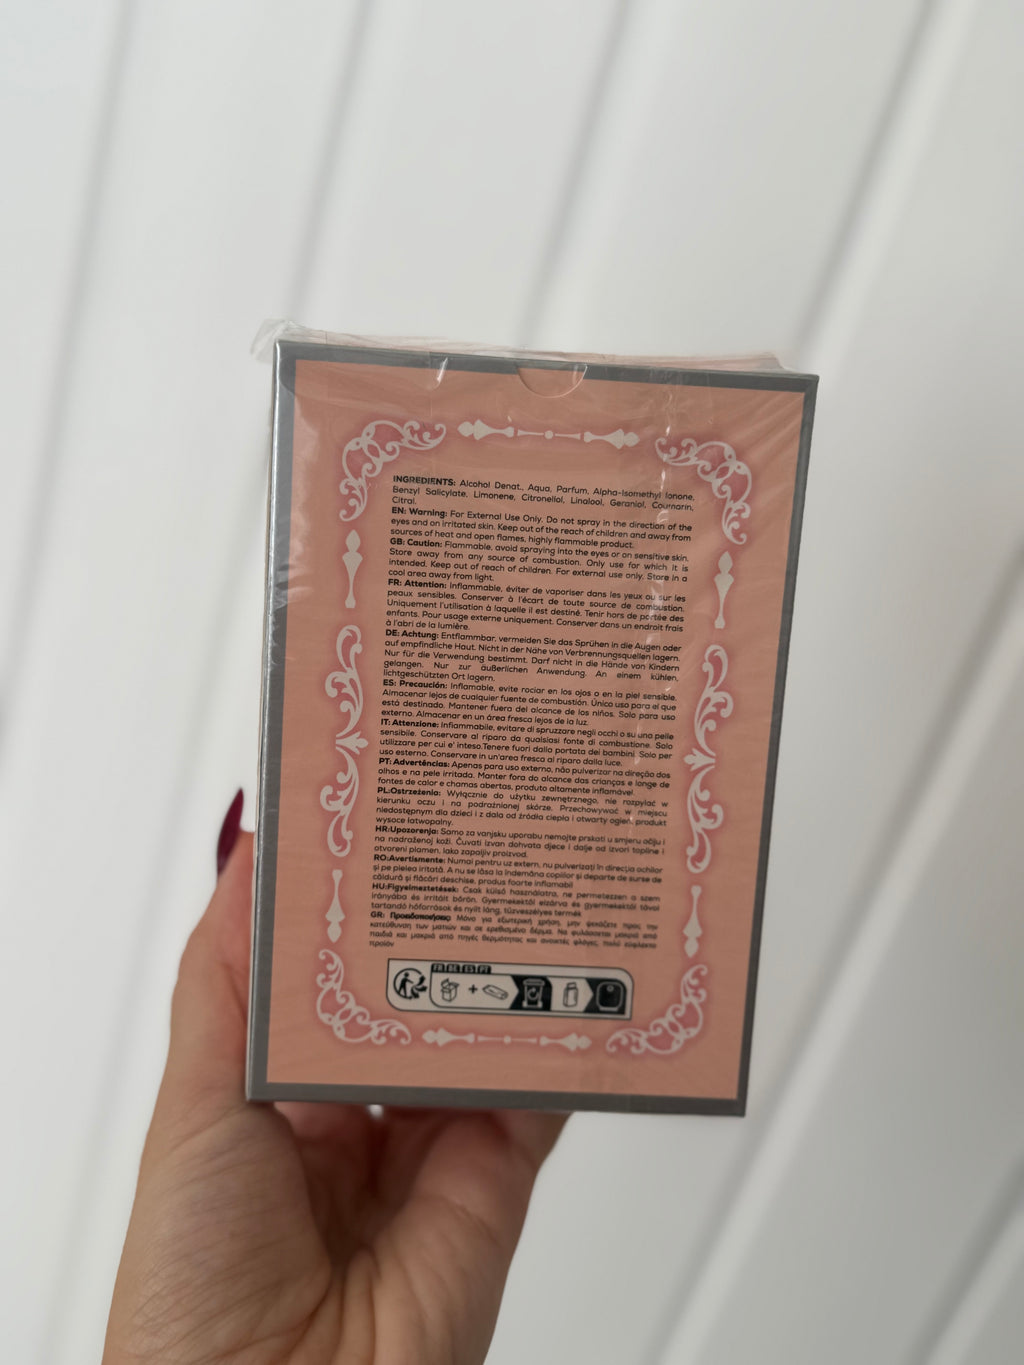 INGREDIENTS: Alcohol Denat., Aqua, Parfum, Alpha-Isomethyl Ionone,
Benzyl Salicylate, Limonene, Citronellol, Linalool, Geraniol, Coumarin,
Citral.
EN: Warning: For External Use Only. Do not spray in the direction of the
eyes and on irritated skin. Keep out of the reach of children and away from
sources of heat and open flames, highly flammable product.
GB: Caution: Flammable, avoid spraying into the eyes or on sensitive skin.
Store away from any source of combustion. Only use for which it is
intended. Keep out of reach of children. For external use only. Store in a
cool area away from light.
FR: Attention: Inflammable, éviter de vaporiser dans les yeux ou sur les
peaux sensibles. Conserver à l'écart de toute source de combustion.
Uniquement l'utilisation à laquelle il est destiné. Tenir hors de portée des
enfants. Pour usage externe uniquement. Conserver dans un endroit frais
à l'abri de la lumière.
DE: Achtung: Entflammbar, vermeiden Sie das Sprühen in die Augen oder
auf empfindliche Haut. Nicht in der Nähe von Verbrennungsquellen lagern.
Nur für die Verwendung bestimmt. Darf nicht in die Hände von Kindern
gelangen. Nur zur äußerlichen Anwendung. An einem kühlen,
lichtgeschützten Ort lagern.
ES: Precaución: Inflamable, evite rociar en los ojos o en la piel sensible.
Almacenar lejos de cualquier fuente de combustión. Único uso para el que
está destinado. Mantener fuera del alcance de los niños. Solo para uso
externo. Almacenar en un área fresca lejos de la luz.
IT: Attenzione: Infiammabile, evitare di spruzzare negli occhi o su una pelle
sensibile. Conservare al riparo da qualsiasi fonte di combustione. Solo
utilizzare per cui e' inteso.Tenere fuori dalla portata dei bambini. Solo per
uso esterno. Conservare in un'area fresca al riparo dalla luce.
PT: Advertências: Apenas para uso externo, não pulverizar na direção dos
olhos e na pele irritada. Manter fora do alcance das crianças e longe de
fontes de calor e chamas abertas, produto altamente inflamável.
PL:Ostrzeżenia: Wyłącznie do użytku zewnętrznego, nie rozpylać w
kierunku oczu i na podrażnionej skórze. Przechowywać w miejscu
niedostępnym dla dzieci i z dala od źródła ciepła i otwarty ogień, produkt
wysoce łatwopalny.
HR:Upozorenja: Samo za vanjsku uporabu nemojte prskati u smjeru očiju i
na nadraženoj koži. Čuvati izvan dohvata djece i dalje od izvori topline i
otvoreni plamen, lako zapaljiv proizvod.
RO:Avertismente: Numai pentru uz extern, nu pulverizați în direcția ochilor
și pe pielea iritată. A nu se lăsa la îndemâna copiilor și departe de surse de
căldură și flăcări deschise, produs foarte inflamabil
HU:Figyelmeztetések: Csak külső használatra, ne permetezzen a szem
irányába és irritált bőrön. Gyermekektől elzárva és gyermekektől távol
tartandó hőforrások és nyílt láng, tűzveszélyes termék
GR: Προειδοποιήσεις: Μόνο για εξωτερική χρήση, μην ψεκάζετε προς την
κατεύθυνση των ματιών και σε ερεθισμένο δέρμα. Να φυλάσσεται μακριά από
παιδιά και μακριά από πηγές θερμότητας και ανοικτές φλόγες, πολύ εύφλεκτο
προϊόν
FR BE ES PT
+